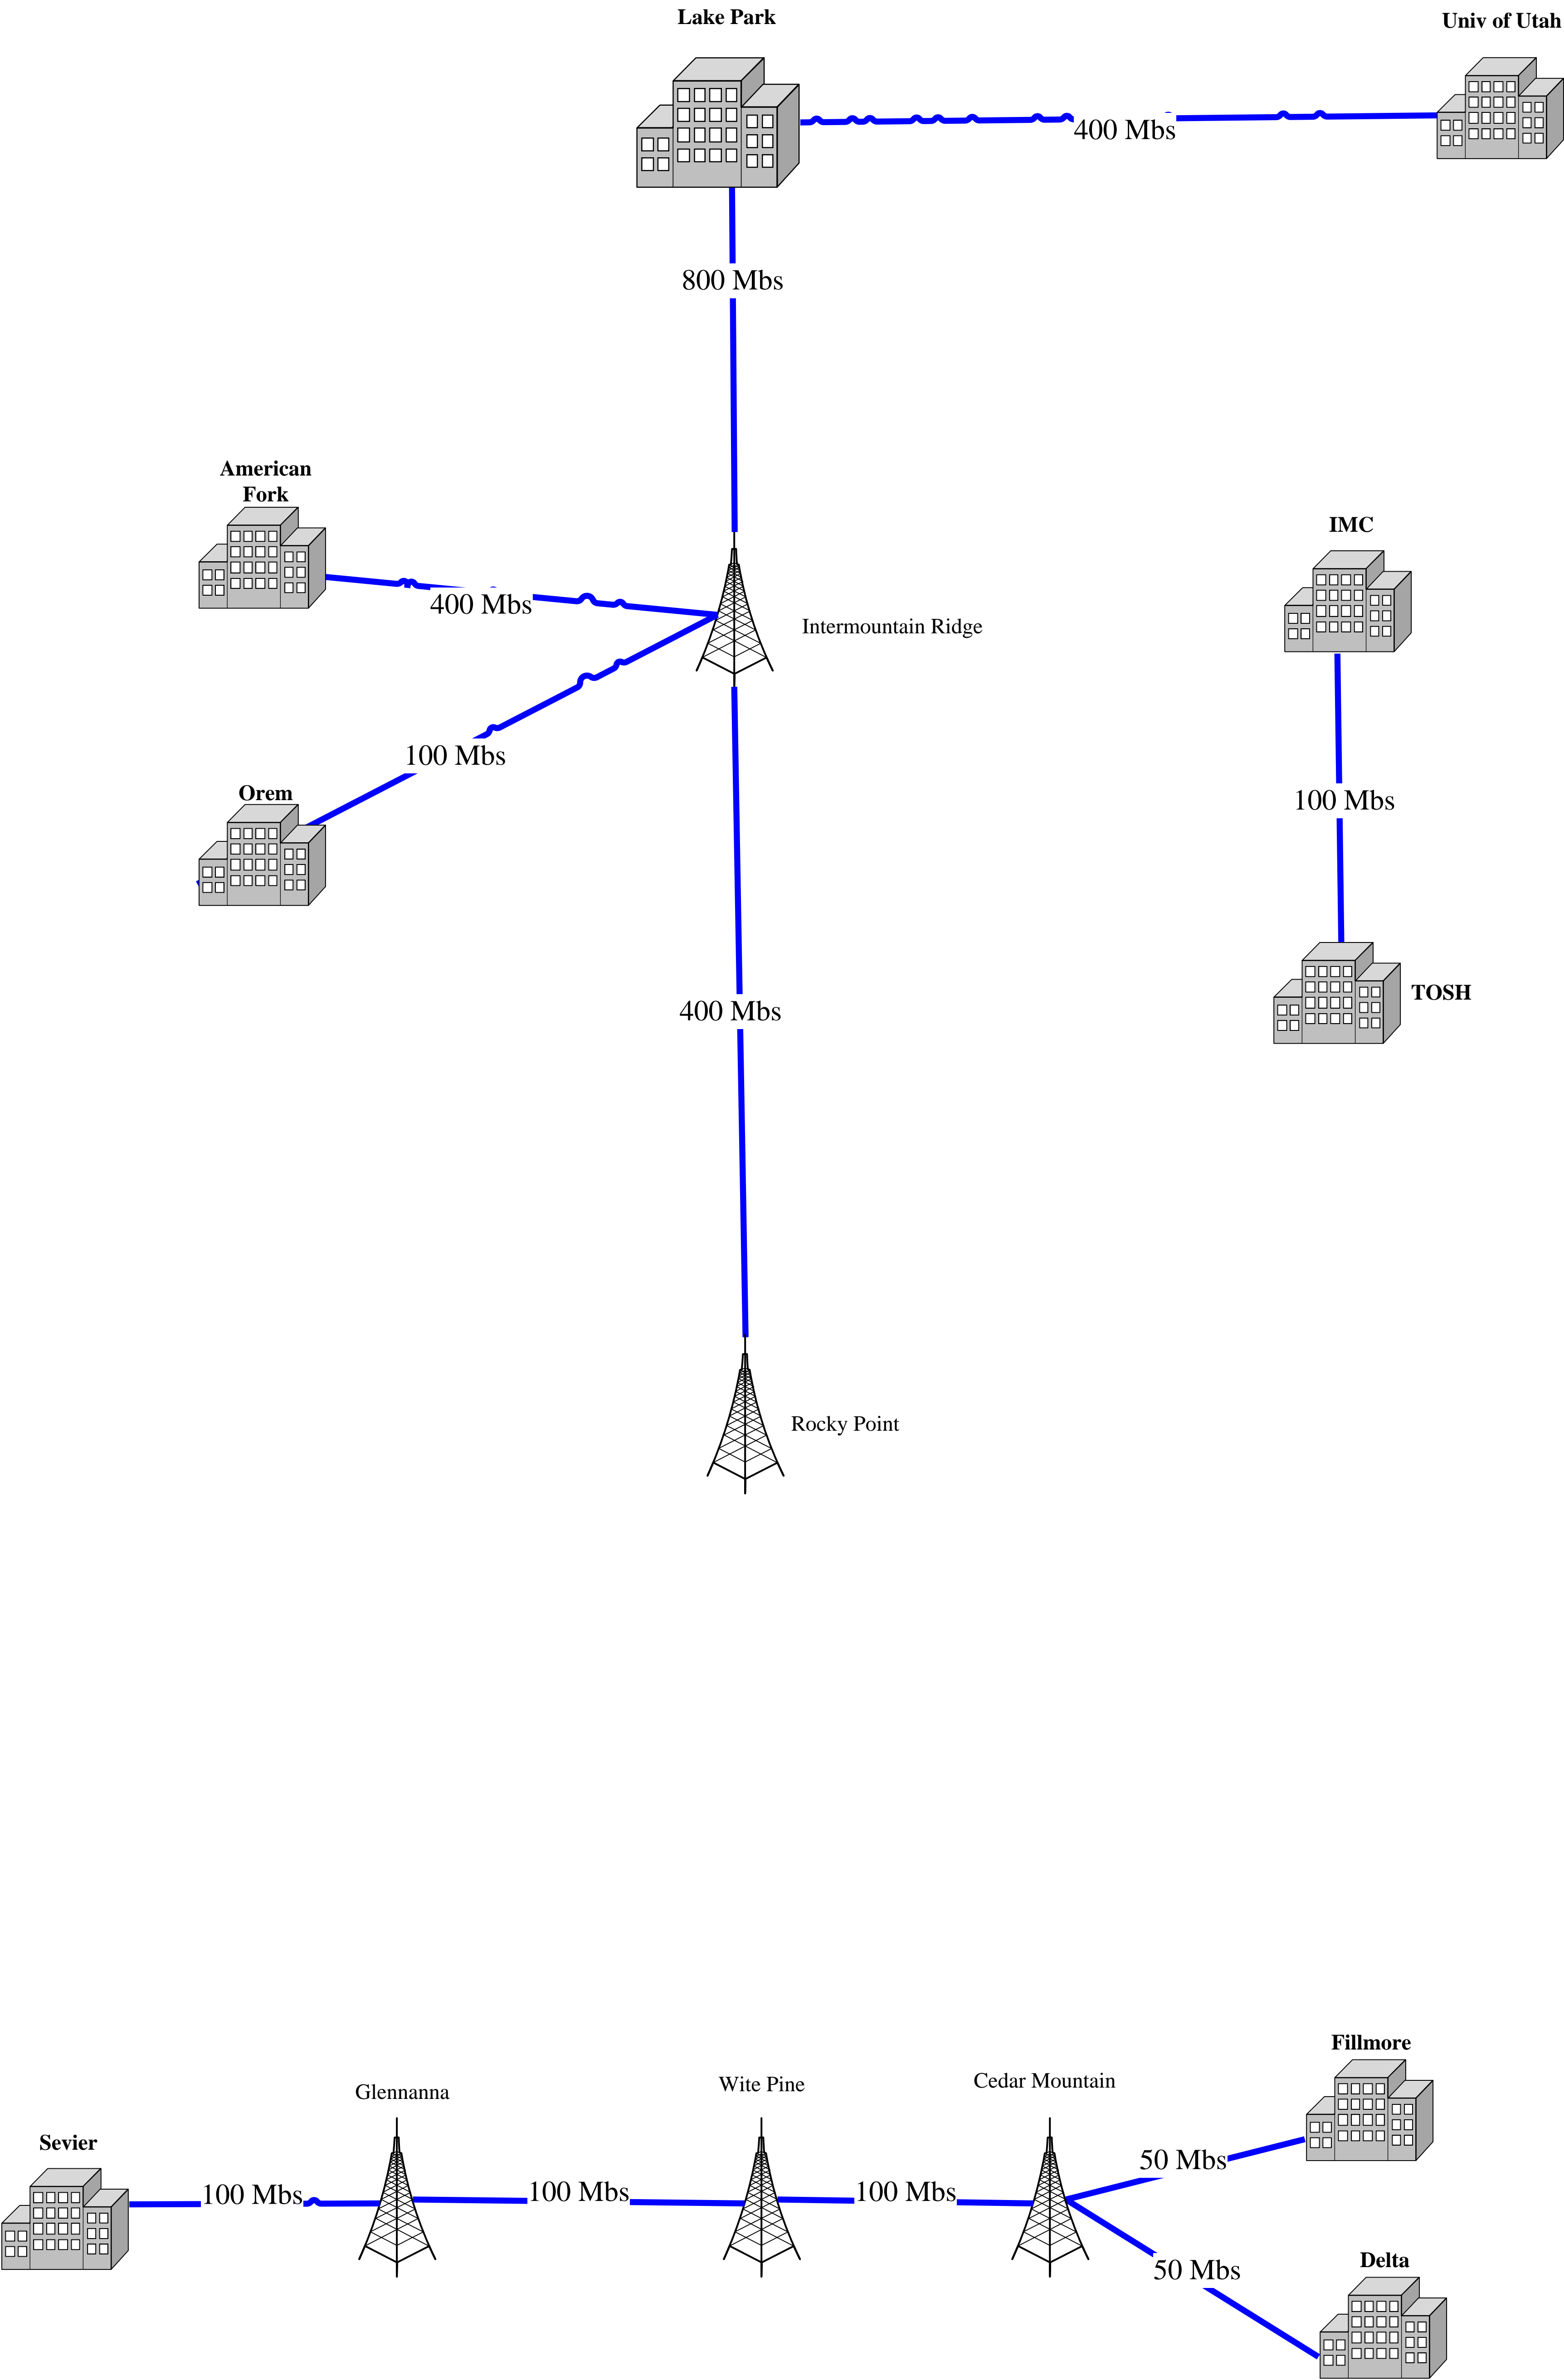 Lake Park
Univ of Utah
400 Mbs
800 Mbs
American
Fork
IMC
400 Mbs
Intermountain Ridge
100 Mbs
Orem
100 Mbs
TOSH
400 Mbs
Rocky Point
Fillmore
Glennanna
Wite Pine
Cedar Mountain
Sevier
50 Mbs
100 Mbs
100 Mbs
100 Mbs
Delta
50 Mbs